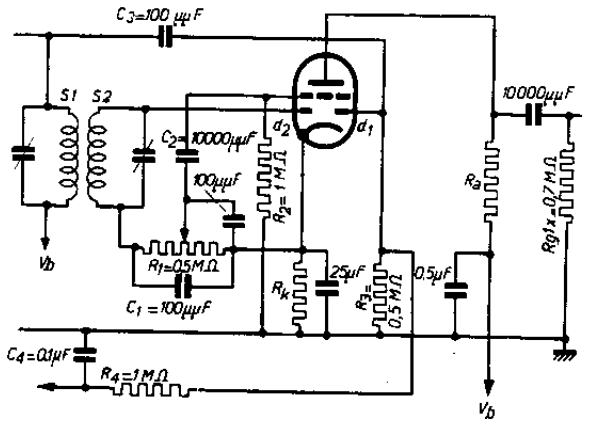 C3=100 μμF
S1 S2
d2 d1
10000μμF
C2=10000μμF
100μμF
R2=1MΩ
Ra
Rg1x=0,7MΩ
Vb
R1=0,5MΩ
C1=100μμF
Rk
25μF
R3=
0,5MΩ
0,5μF
C4=0.1μF
R4=1MΩ
Vb